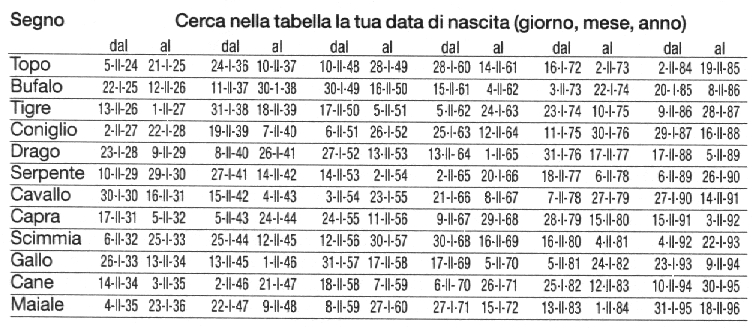 Segno Cerca nella tabella la tua data di nascita (giorno, mese, anno)
dal al dal al dal al dal al dal al dal al
Topo 5-II-24 21-I-25 24-I-36 10-II-37 10-II-48 28-I-49 28-I-60 14-II-61 16-I-72 2-II-73 2-II-84 19-II-85
Bufalo 22-I-25 12-II-26 11-II-37 30-1-38 30-I-49 16-II-50 15-II-61 4-II-62 3-II-73 22-I-74 20-I-85 8-II-86
Tigre 13-II-26 1-II-27 31-I-38 18-II-39 17-II-50 5-II-51 5-II-62 24-I-63 23-I-74 10-I-75 9-II-86 28-I-87
Coniglio 2-II-27 22-I-28 19-II-39 7-II-40 6-II-51 26-I-52 25-I-63 12-II-64 11-I-75 30-I-76 29-I-87 16-II-88
Drago 23-I-28 9-II-29 8-II-40 26-I-41 27-I-52 13-II-53 13-II-64 1-II-65 31-I-76 17-II-77 17-II-88 5-II-89
Serpente 10-II-29 29-I-30 27-I-41 14-II-42 14-II-53 2-II-54 2-II-65 20-I-66 18-II-77 6-II-78 6-II-89 26-I-90
Cavallo 30-I-30 16-II-31 15-II-42 4-II-43 3-II-54 23-I-55 21-I-66 8-II-67 7-II-78 27-I-79 27-I-90 14-II-91
Capra 17-II-31 5-II-32 5-II-43 24-I-44 24-I-55 11-II-56 9-II-67 29-I-68 28-I-79 15-II-80 15-II-91 3-II-92
Scimmia 6-II-32 25-I-33 25-I-44 12-II-45 12-II-56 30-I-57 30-I-68 16-II-69 16-II-80 4-II-81 4-II-92 22-I-93
Gallo 26-I-33 13-II-34 13-II-45 1-II-46 31-I-57 17-II-58 17-II-69 5-II-70 5-II-81 24-I-82 23-I-93 9-II-94
Cane 14-II-34 3-II-35 2-II-46 21-I-47 18-II-58 7-II-59 6-II-70 26-I-71 25-I-82 12-II-83 10-II-94 30-I-95
Maiale 4-II-35 23-I-36 22-I-47 9-II-48 8-II-59 27-I-60 27-I-71 15-I-72 13-II-83 1-II-84 31-I-95 18-II-96